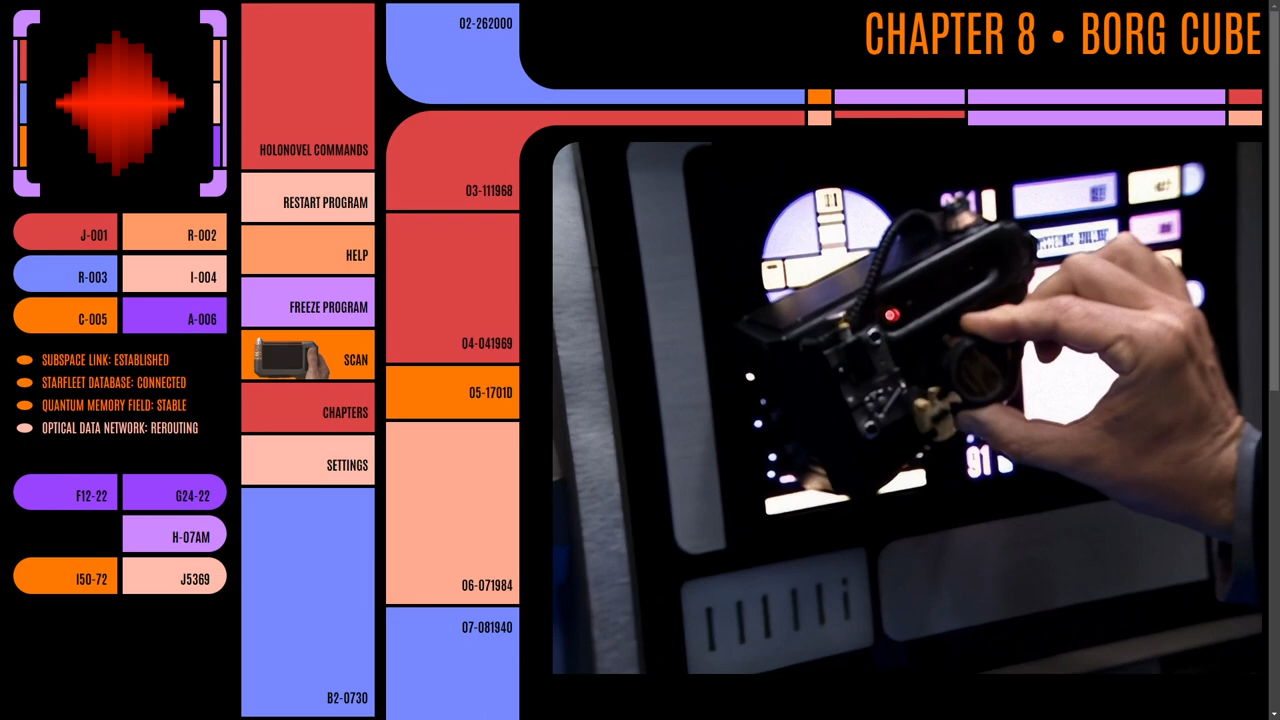 CHAPTER 8 • BORG CUBE
J-001
R-002
R-003
I-004
C-005
A-006
SUBSPACE LINK: ESTABLISHED
STARFLEET DATABASE: CONNECTED
QUANTUM MEMORY FIELD: STABLE
OPTICAL DATA NETWORK: REROUTING
F12-22
G24-22
H-07AM
I50-72
J5369
HOLONOVEL COMMANDS
RESTART PROGRAM
HELP
FREEZE PROGRAM
SCAN
CHAPTERS
SETTINGS
B2-0730
02-262000
03-111968
04-041969
05-1701D
06-071984
07-081940
91